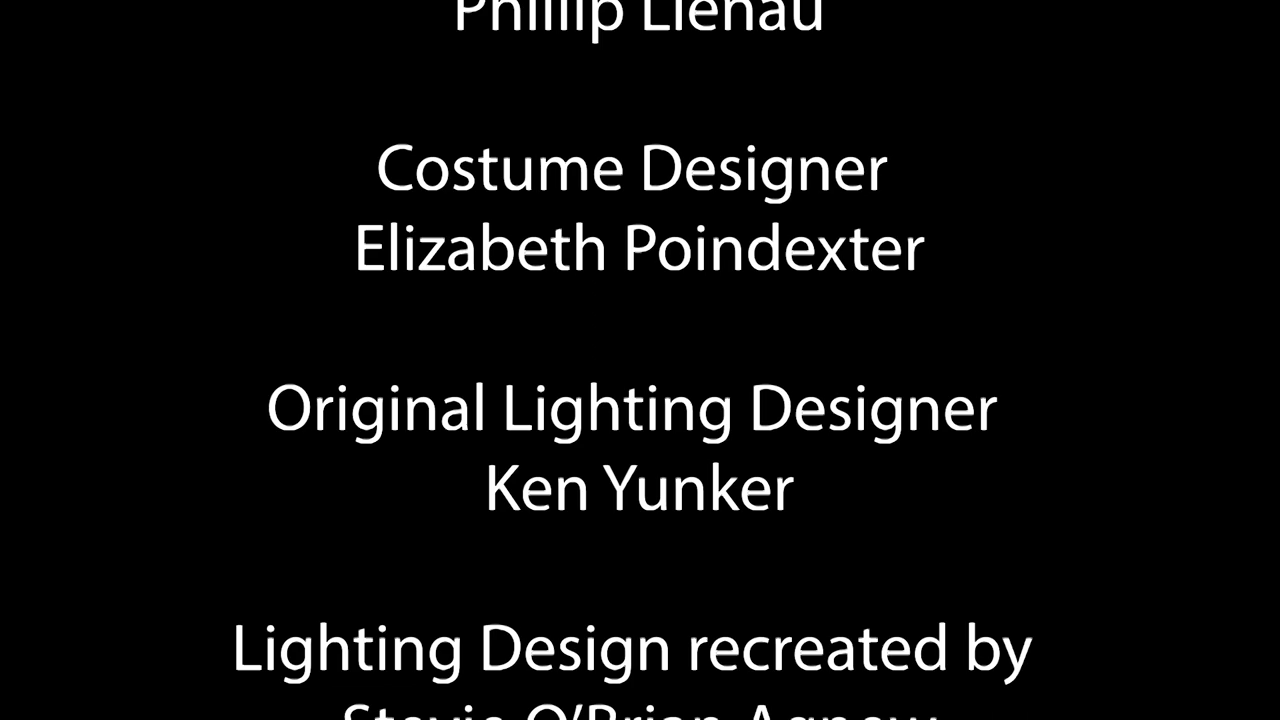 Phillip Lienau
Costume Designer
Elizabeth Poindexter
Original Lighting Designer
Ken Yunker
Lighting Design recreated by
Stevie O’Brian Agnew